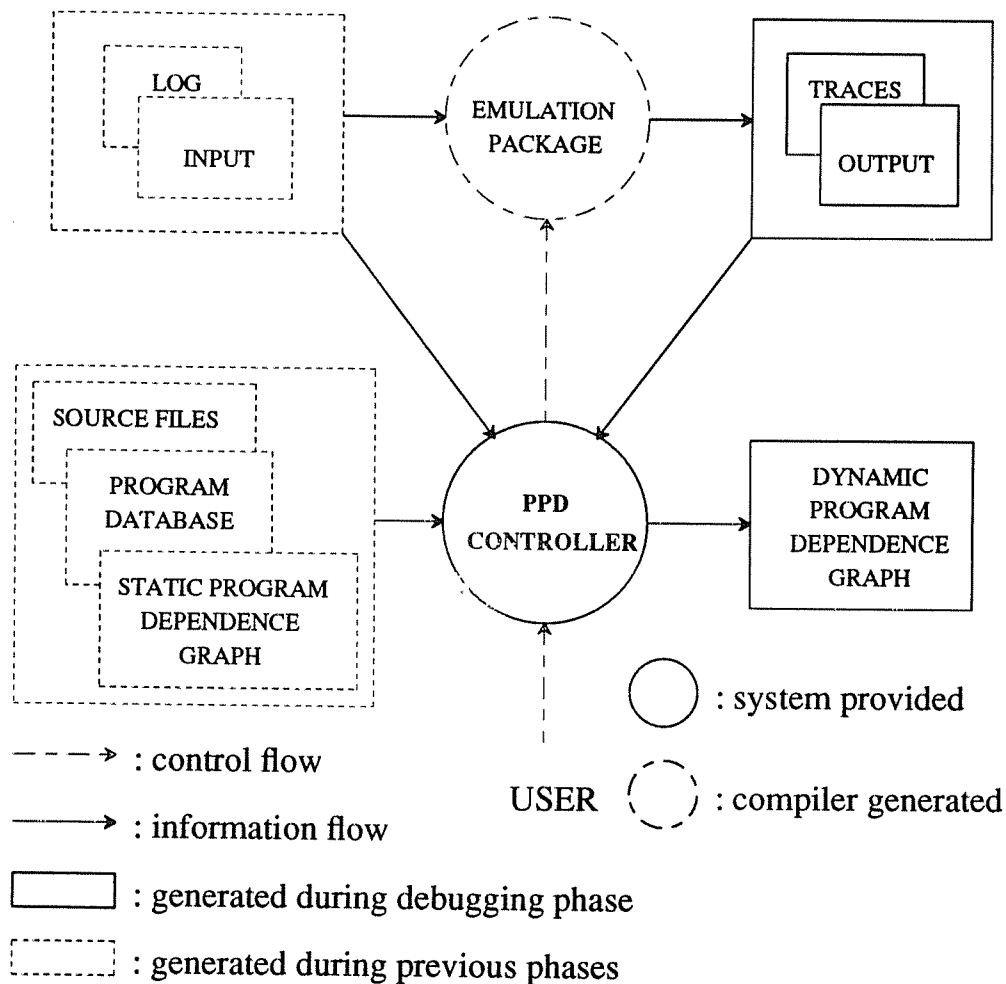 LOG
INPUT
EMULATION
PACKAGE
TRACES
OUTPUT
SOURCE FILES
PROGRAM
DATABASE
STATIC PROGRAM
DEPENDENCE
GRAPH
PPD
CONTROLLER
DYNAMIC
PROGRAM
DEPENDENCE
GRAPH
: system provided
: control flow
USER
: compiler generated
: information flow
: generated during debugging phase
: generated during previous phases